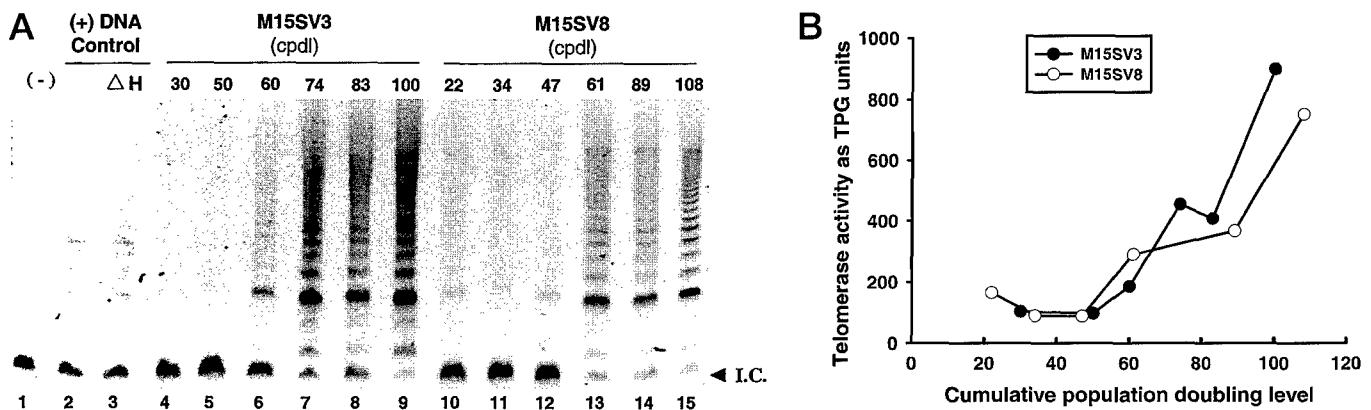 A
(+) DNA
Control
M15SV3
(cpdl)
M15SV8
(cpdl)
(-) △ H 30 50 60 74 83 100 22 34 47 61 89 108
◄ I.C.
1 2 3 4 5 6 7 8 9 10 11 12 13 14 15
B
Telomerase activity as TPG units
1000
800
600
400
200
0
M15SV3
M15SV8
0 20 40 60 80 100 120
Cumulative population doubling level